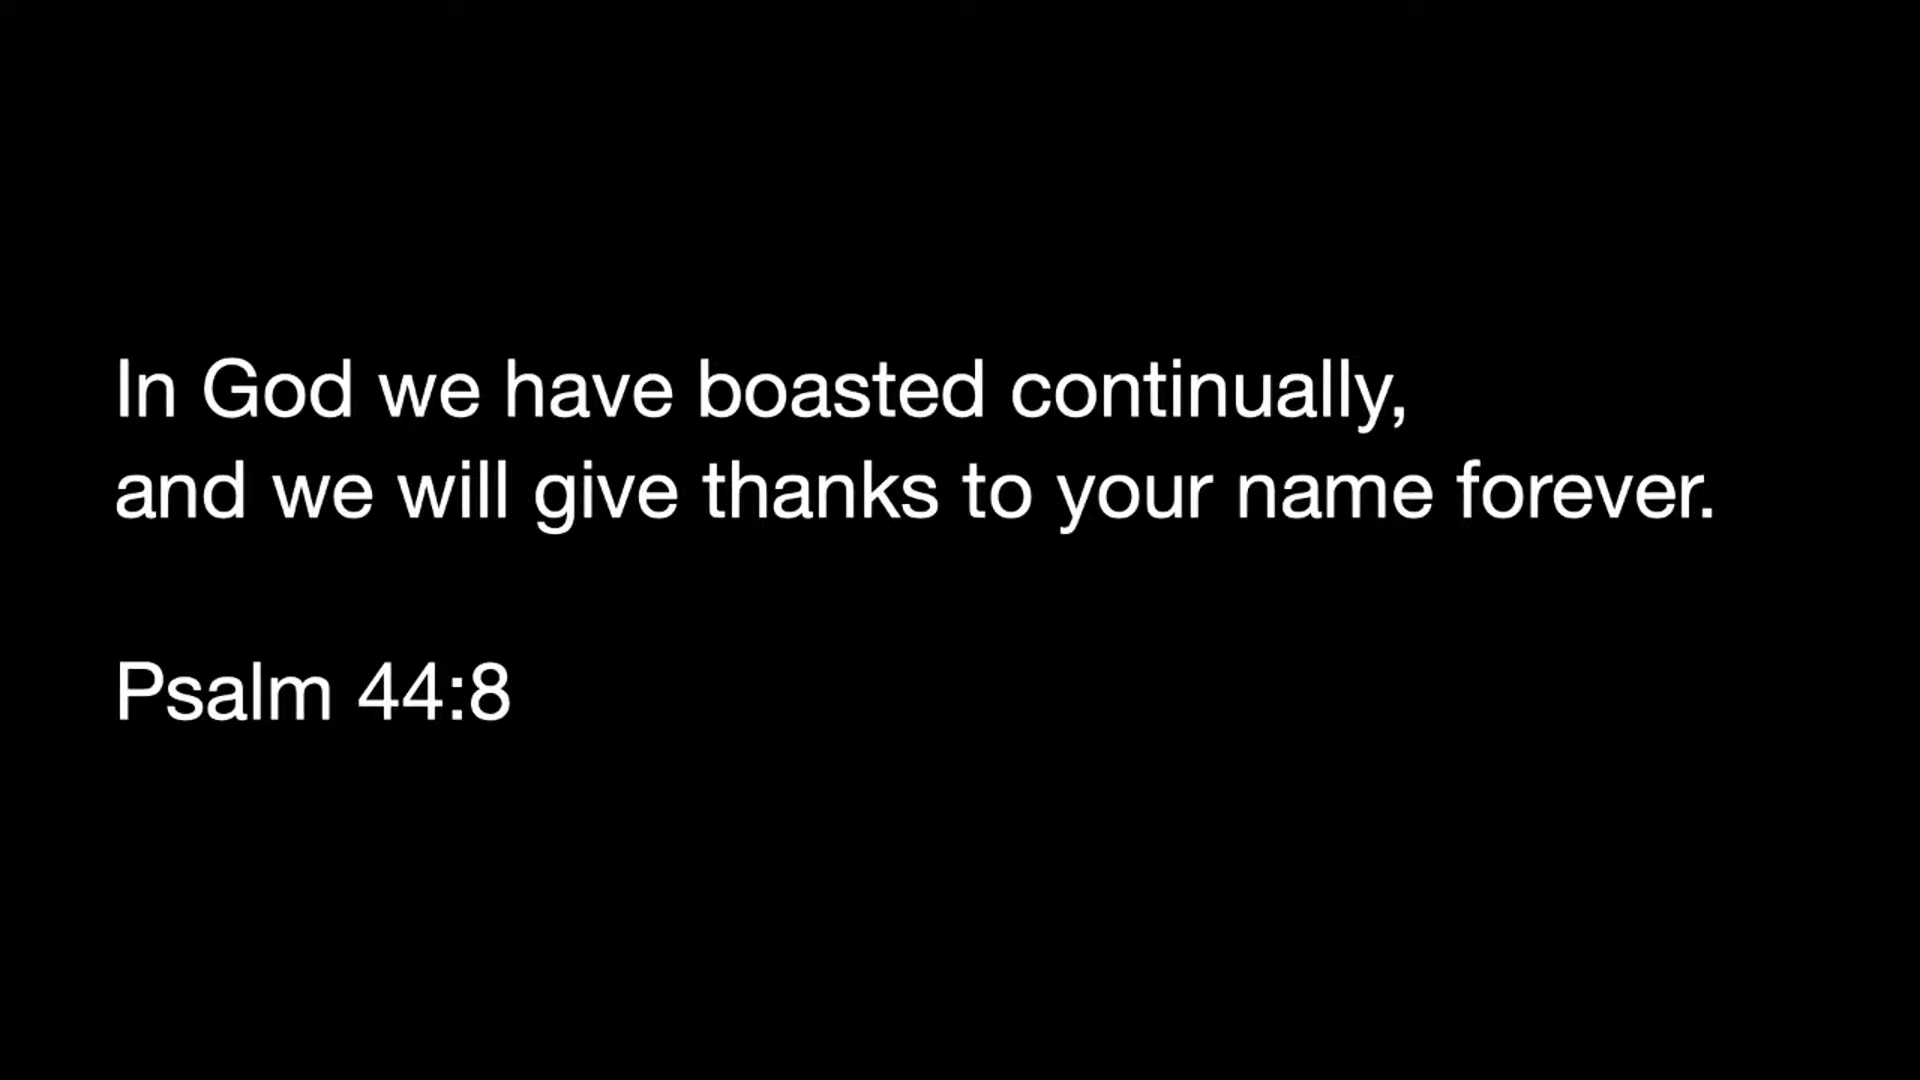 In God we have boasted continually,
and we will give thanks to your name forever.
Psalm 44:8